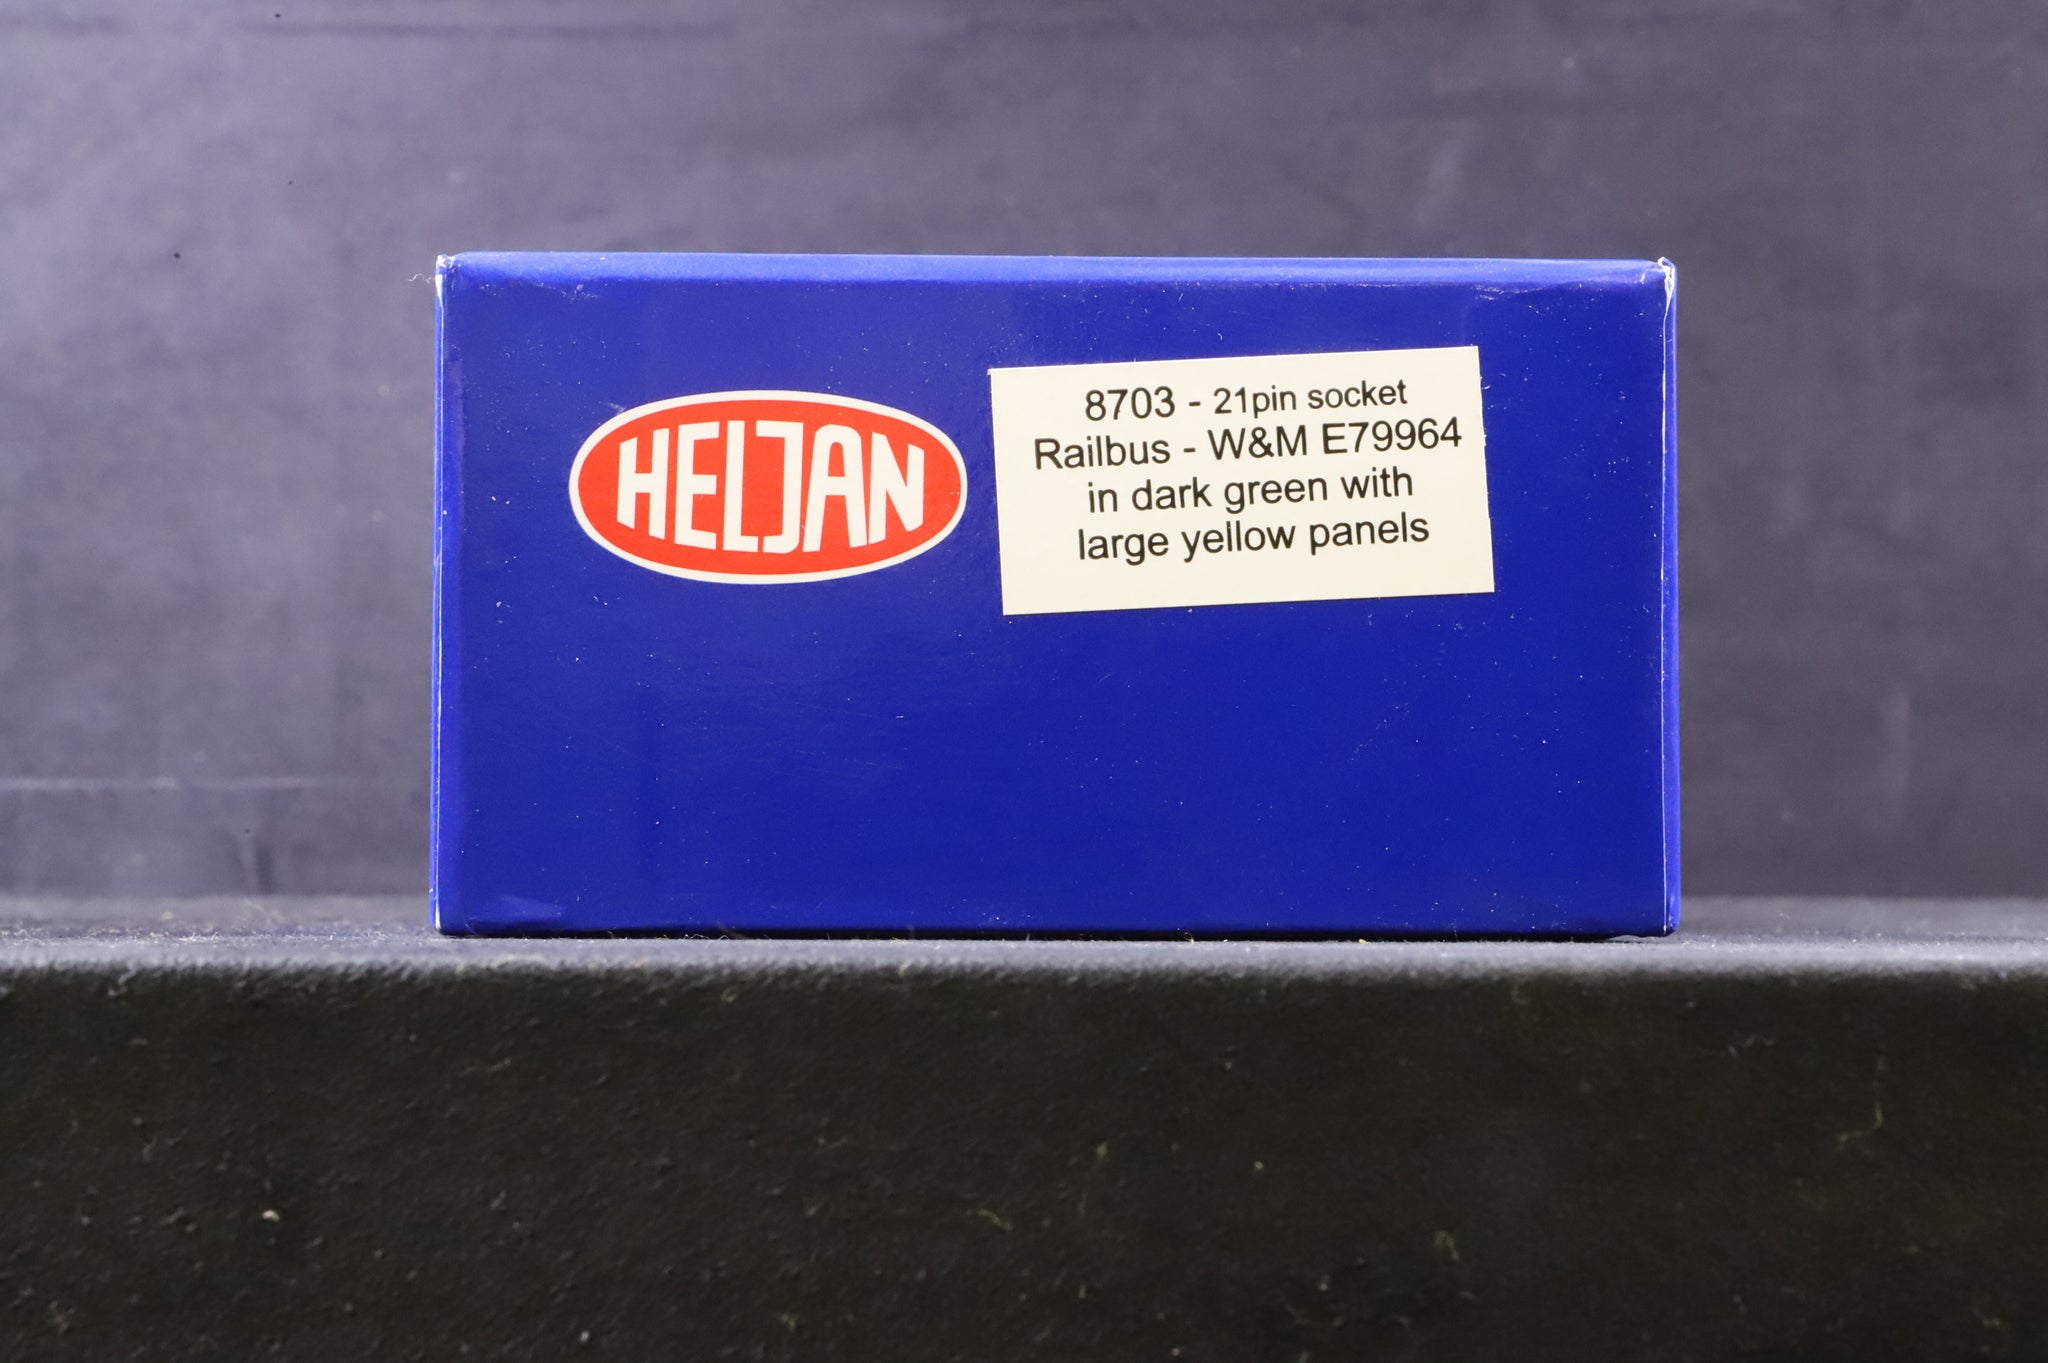 HELJAN
8703 - 21pin socket
Railbus - W&M E79964
in dark green with
large yellow panels